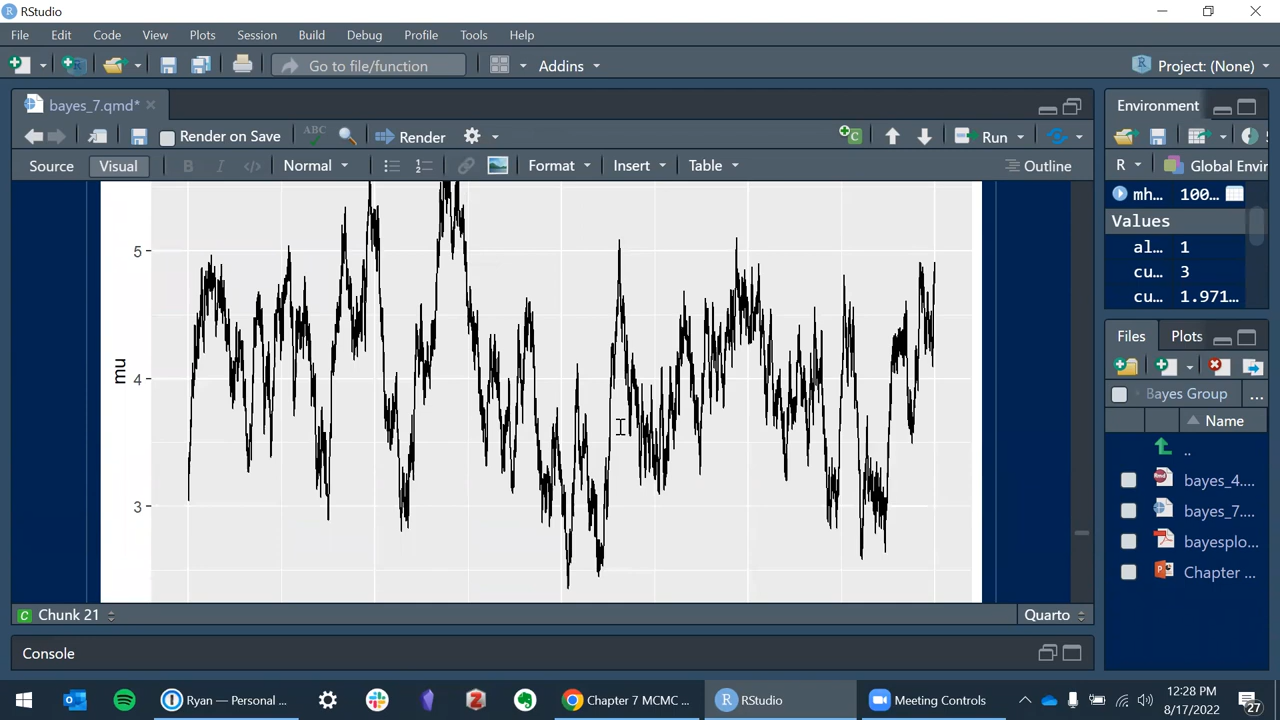 RStudio
File Edit Code View Plots Session Build Debug Profile Tools Help
Go to file/function Addins Project: (None)
bayes_7.qmd*
Render on Save ABC Render Run
Source Visual B I </> Normal Format Insert Table Outline
5
4
3
mu
Chunk 21 Quarto
Console
Environment
R Global Envir
mh... 100...
Values
al... 1
cu... 3
cu... 1.971...
Files Plots
Bayes Group ...
Name
..
bayes_4....
bayes_7....
bayesplo...
Chapter ...
Ryan — Personal ... Chapter 7 MCMC ... RStudio Meeting Controls
12:28 PM
8/17/2022
27